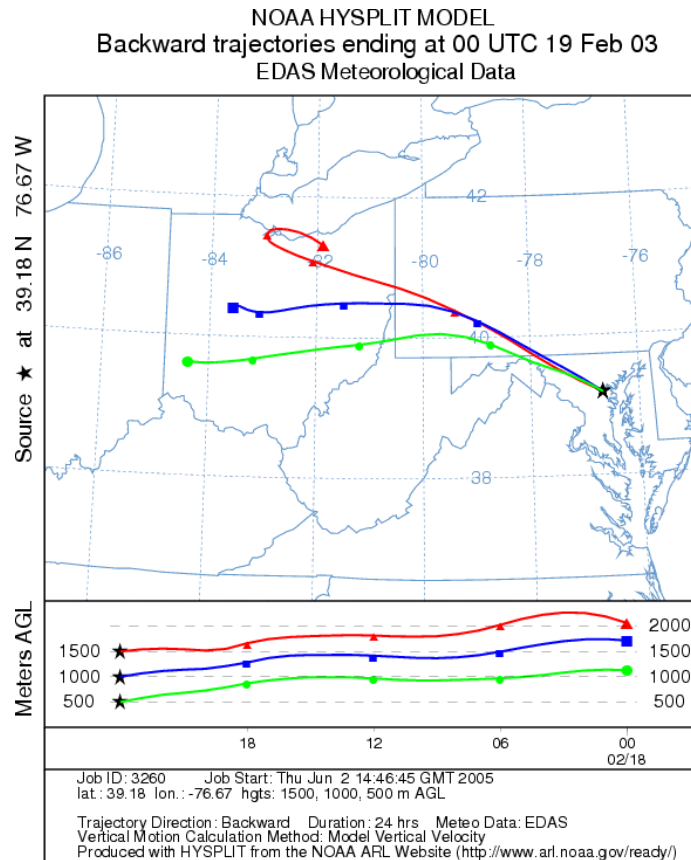 NOAA HYSPLIT MODEL
Backward trajectories ending at 00 UTC 19 Feb 03
EDAS Meteorological Data
Source ★ at 39.18 N 76.67 W
42
-86
-84
-82
-80
-78
-76
40
38
Meters AGL
2000
1500
1500
1000
1000
500
500
18
12
06
00
02/18
Job ID: 3260 Job Start: Thu Jun 2 14:46:45 GMT 2005
lat.: 39.18 lon.: -76.67 hgts: 1500, 1000, 500 m AGL
Trajectory Direction: Backward Duration: 24 hrs Meteo Data: EDAS
Vertical Motion Calculation Method: Model Vertical Velocity
Produced with HYSPLIT from the NOAA ARL Website (http://www.arl.noaa.gov/ready/)